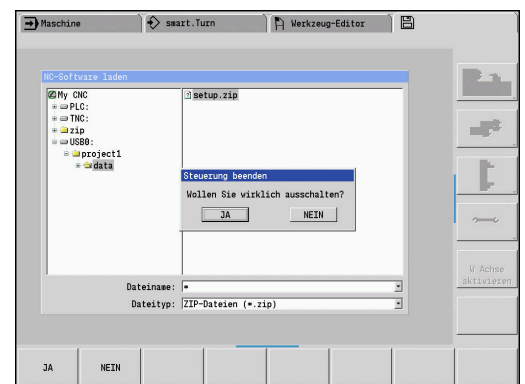 Maschine
smart.Turn
Werkzeug-Editor
NC-Software laden
My CNC
PLC:
TNC:
zip
USB0:
project1
data
setup.zip
Steuerung beenden
Wollen Sie wirklich ausschalten?
JA NEIN
Dateiname: *
Dateityp: ZIP-Dateien (*.zip)
W Achse
aktivieren
JA NEIN